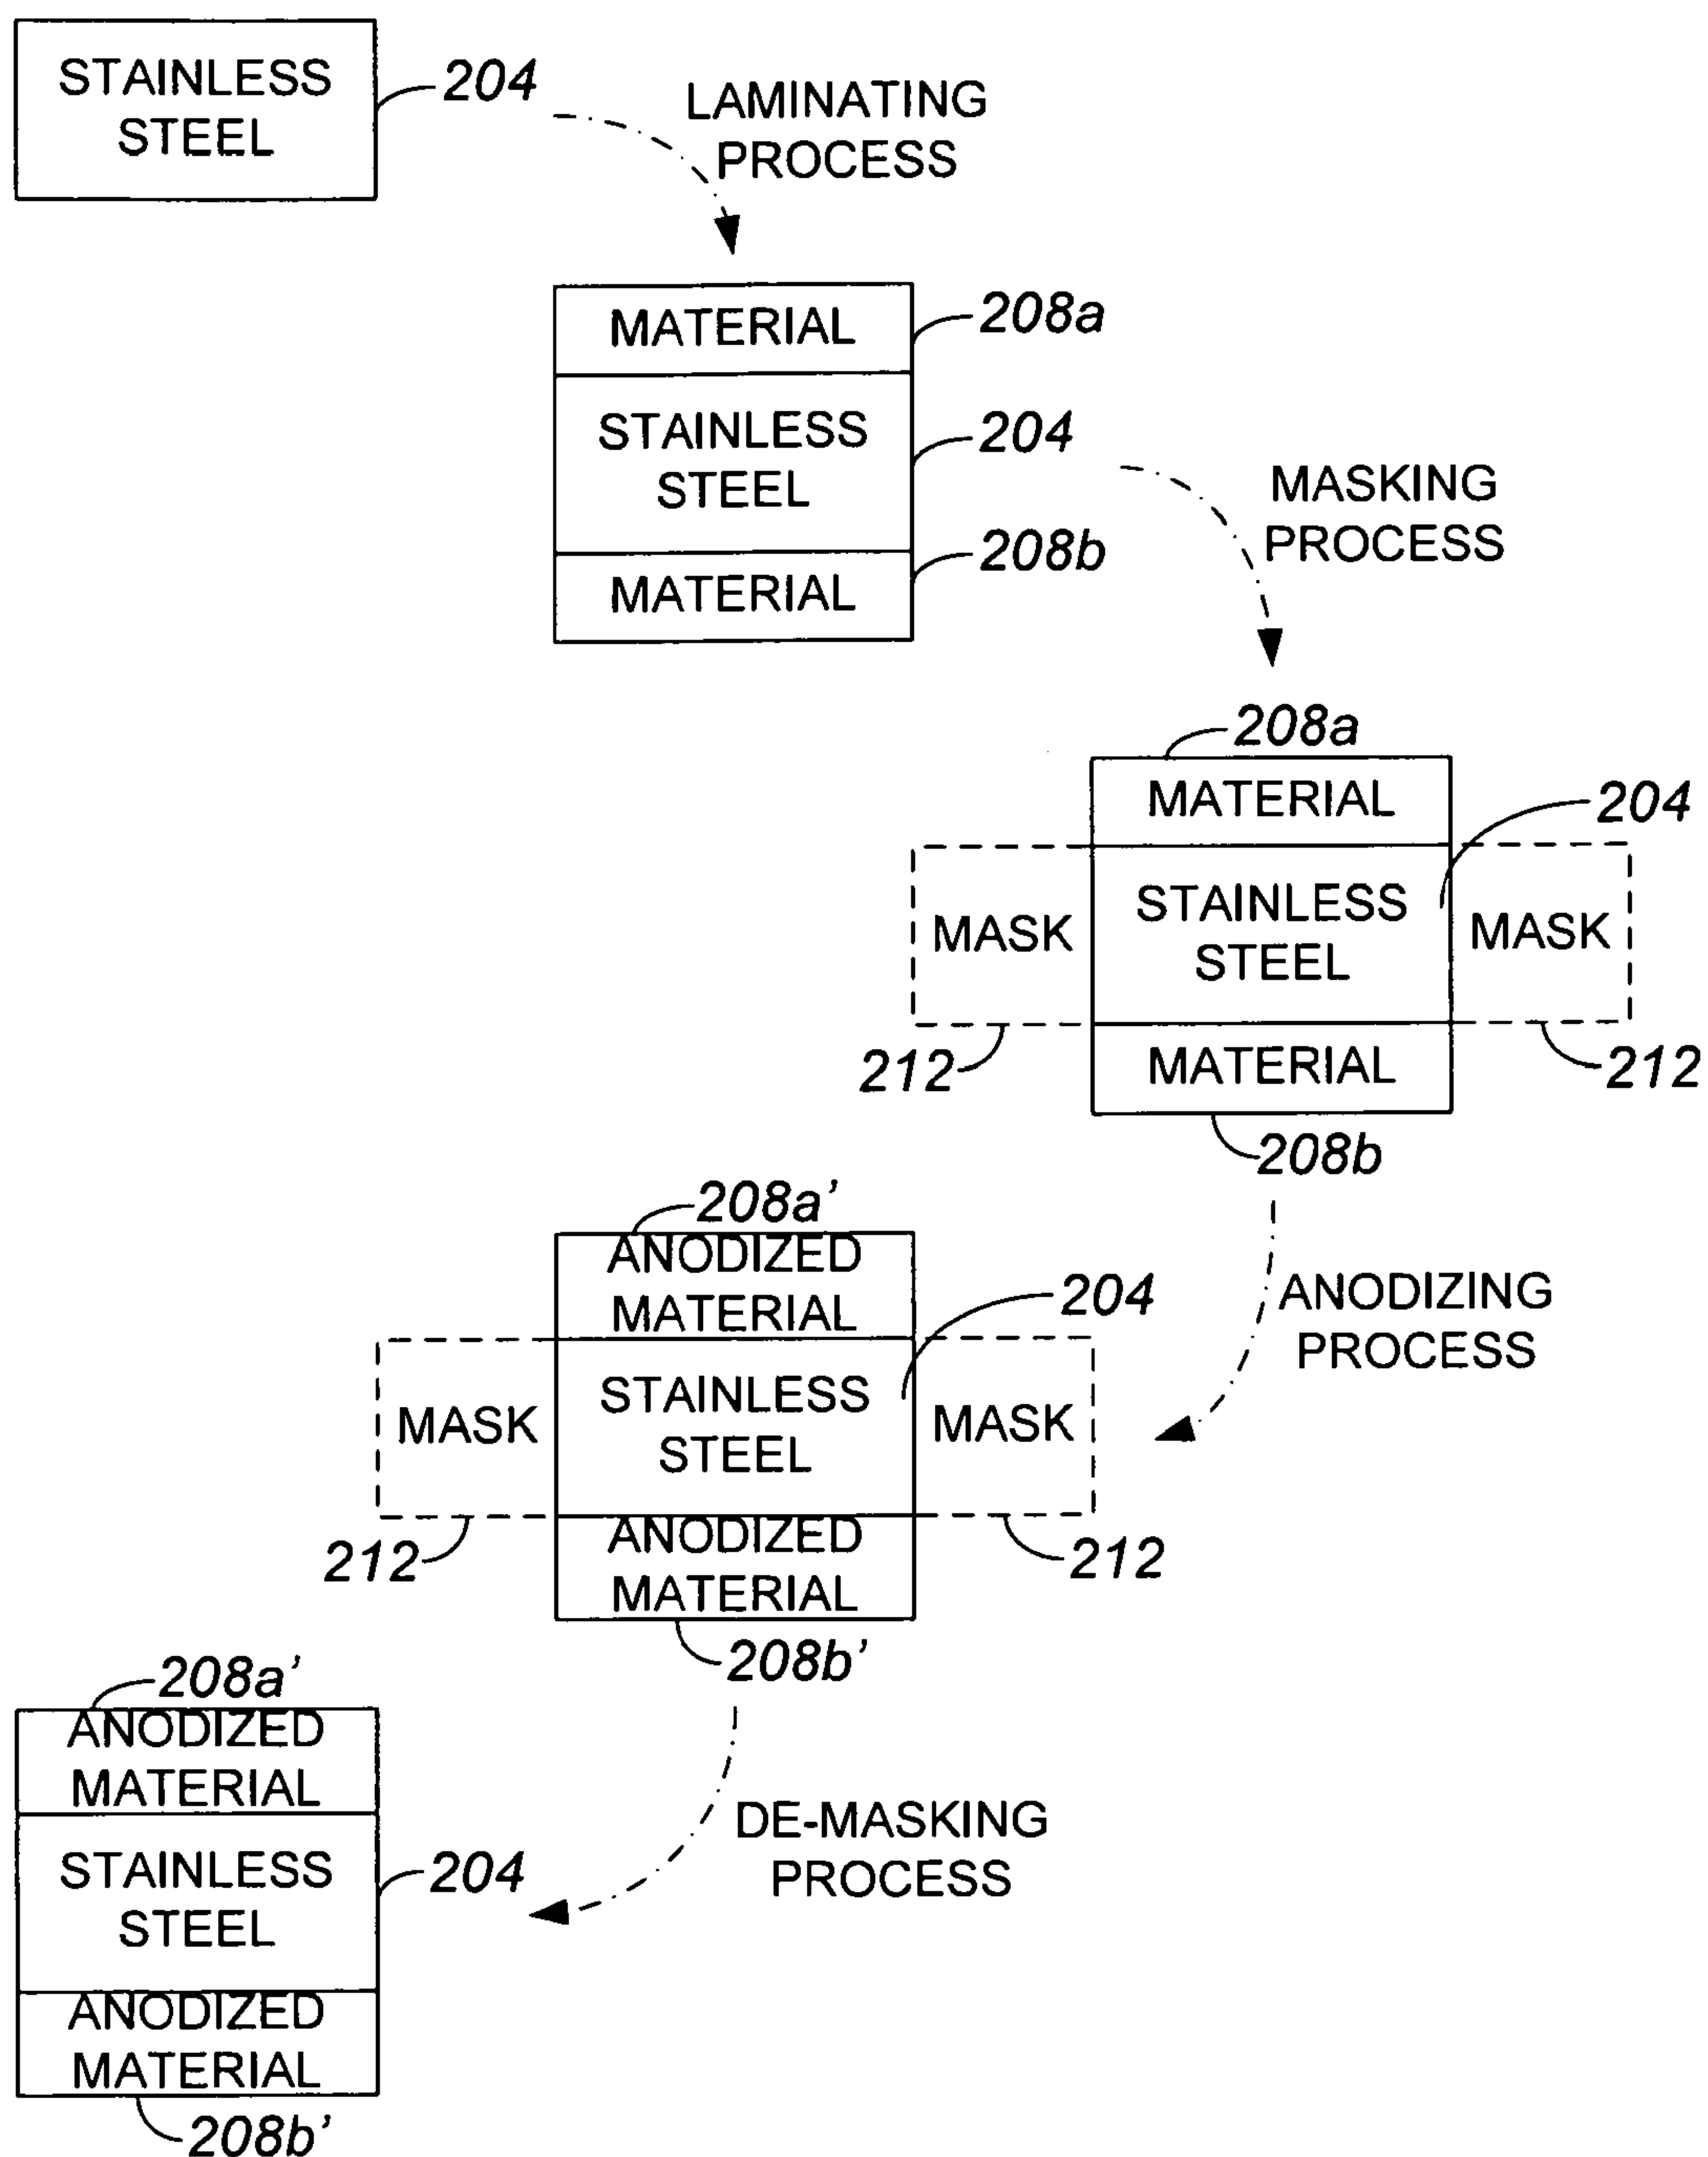 STAINLESS
STEEL
204
LAMINATING
PROCESS
MATERIAL
208a
STAINLESS
STEEL
204
208b
MATERIAL
MASKING
PROCESS
208a
MATERIAL
204
MASK
STAINLESS
STEEL
MASK
212
MATERIAL
212
208b
208a’
ANODIZED
MATERIAL
204
ANODIZING
PROCESS
MASK
STAINLESS
STEEL
MASK
212
ANODIZED
MATERIAL
212
208b’
208a’
ANODIZED
MATERIAL
DE-MASKING
PROCESS
STAINLESS
STEEL
204
ANODIZED
MATERIAL
208b’